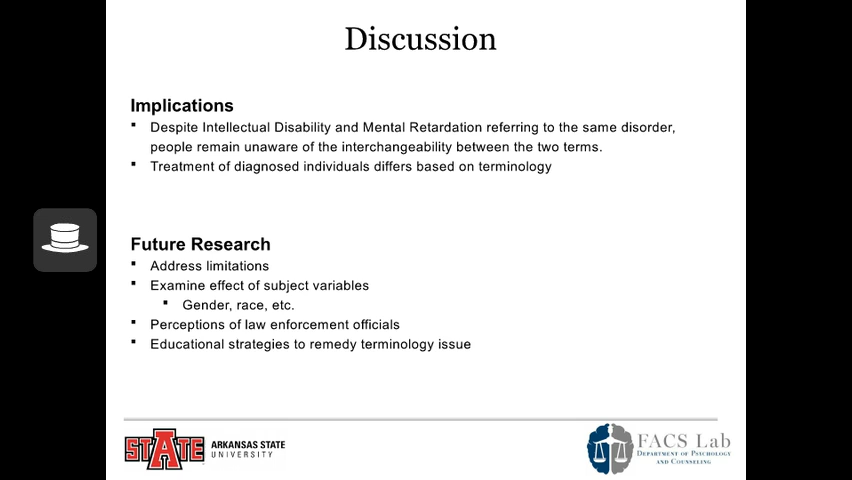 Discussion
Implications
Despite Intellectual Disability and Mental Retardation referring to the same disorder,
people remain unaware of the interchangeability between the two terms.
Treatment of diagnosed individuals differs based on terminology
Future Research
Address limitations
Examine effect of subject variables
Gender, race, etc.
Perceptions of law enforcement officials
Educational strategies to remedy terminology issue
STATE
ARKANSAS STATE
UNIVERSITY
FACS Lab
DEPARTMENT OF PSYCHOLOGY
AND COUNSELING